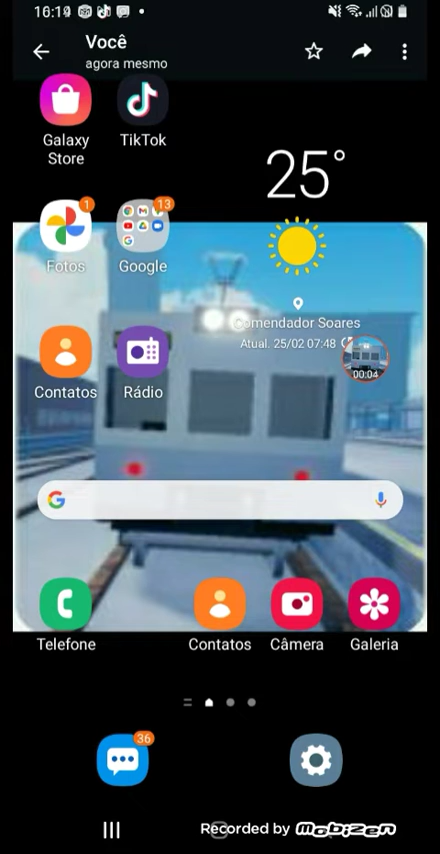 16:19
Você
agora mesmo
Galaxy
Store
TikTok
25°
1
13
Fotos
Google
Comendador Soares
Atual. 25/02 07:48
00:04
Contatos
Rádio
Telefone
Contatos
Câmera
Galeria
36
Recorded by Mobizen